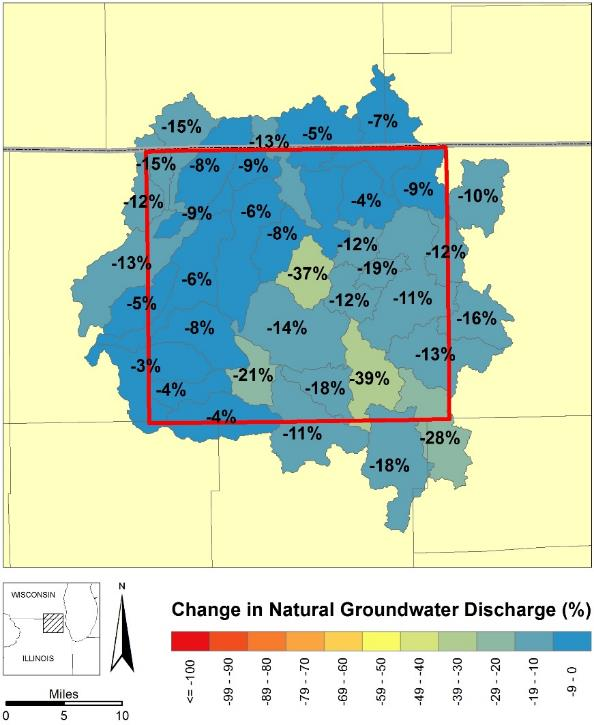 -15%
-13%
-5%
-7%
-15%
-8%
-9%
-12%
-9%
-6%
-4%
-9%
-10%
-8%
-12%
-12%
-13%
-37%
-19%
-5%
-6%
-12%
-11%
-16%
-8%
-14%
-13%
-3%
-4%
-21%
-18%
-39%
-4%
-11%
-28%
-18%
WISCONSIN
ILLINOIS
N
Miles
0 5 10
Change in Natural Groundwater Discharge (%)
<= -100
-99 - -90
-89 - -80
-79 - -70
-69 - -60
-59 - -50
-49 - -40
-39 - -30
-29 - -20
-19 - -10
-9 - 0